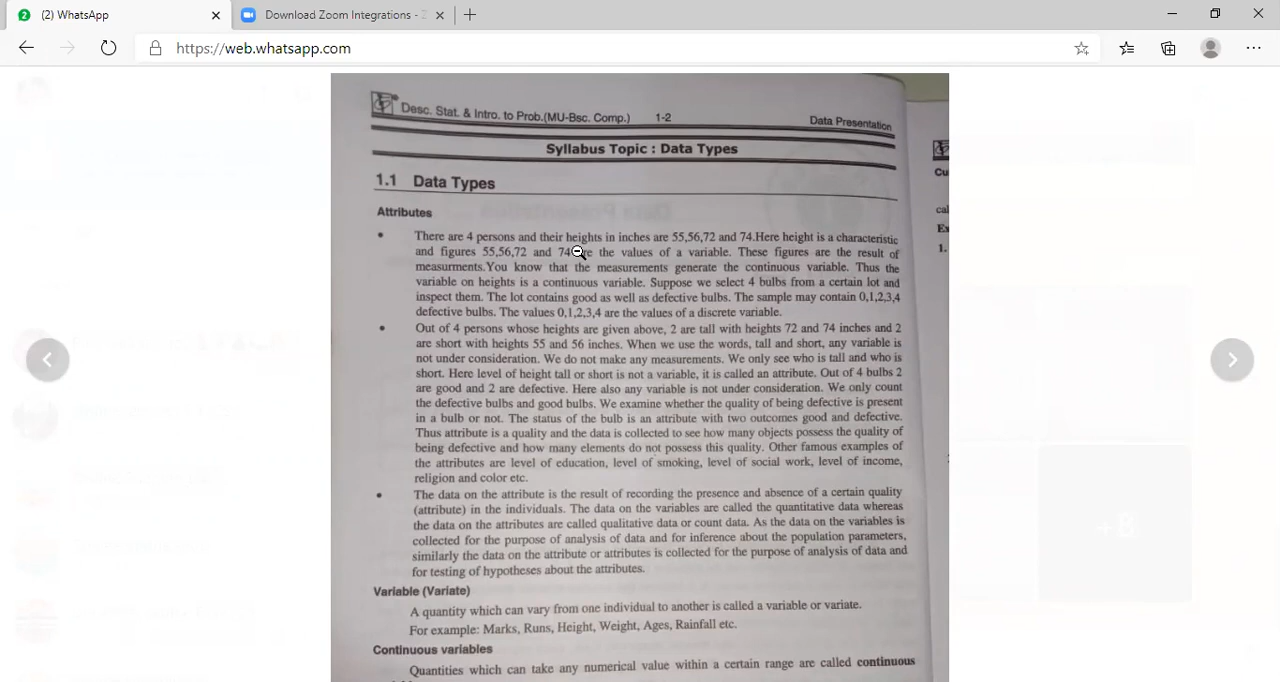 (2) WhatsApp
Download Zoom Integrations -
https://web.whatsapp.com
Desc. Stat. & Intro. to Prob.(MU-Bsc. Comp.) 1-2 Data Presentation
Syllabus Topic : Data Types
1.1 Data Types
Attributes
• There are 4 persons and their heights in inches are 55,56,72 and 74.Here height is a characteristic
and figures 55,56,72 and 74 are the values of a variable. These figures are the result of
measurments.You know that the measurements generate the continuous variable. Thus the
variable on heights is a continuous variable. Suppose we select 4 bulbs from a certain lot and
inspect them. The lot contains good as well as defective bulbs. The sample may contain 0,1,2,3,4
defective bulbs. The values 0,1,2,3,4 are the values of a discrete variable.
• Out of 4 persons whose heights are given above, 2 are tall with heights 72 and 74 inches and 2
are short with heights 55 and 56 inches. When we use the words, tall and short, any variable is
not under consideration. We do not make any measurements. We only see who is tall and who is
short. Here level of height tall or short is not a variable, it is called an attribute. Out of 4 bulbs 2
are good and 2 are defective. Here also any variable is not under consideration. We only count
the defective bulbs and good bulbs. We examine whether the quality of being defective is present
in a bulb or not. The status of the bulb is an attribute with two outcomes good and defective.
Thus attribute is a quality and the data is collected to see how many objects possess the quality of
being defective and how many elements do not possess this quality. Other famous examples of
the attributes are level of education, level of smoking, level of social work, level of income,
religion and color etc.
• The data on the attribute is the result of recording the presence and absence of a certain quality
(attribute) in the individuals. The data on the variables are called the quantitative data whereas
the data on the attributes are called qualitative data or count data. As the data on the variables is
collected for the purpose of analysis of data and for inference about the population parameters,
similarly the data on the attribute or attributes is collected for the purpose of analysis of data and
for testing of hypotheses about the attributes.
Variable (Variate)
A quantity which can vary from one individual to another is called a variable or variate.
For example: Marks, Runs, Height, Weight, Ages, Rainfall etc.
Continuous variables
Quantities which can take any numerical value within a certain range are called continuous
Cu
cal
Ex
1.
+8